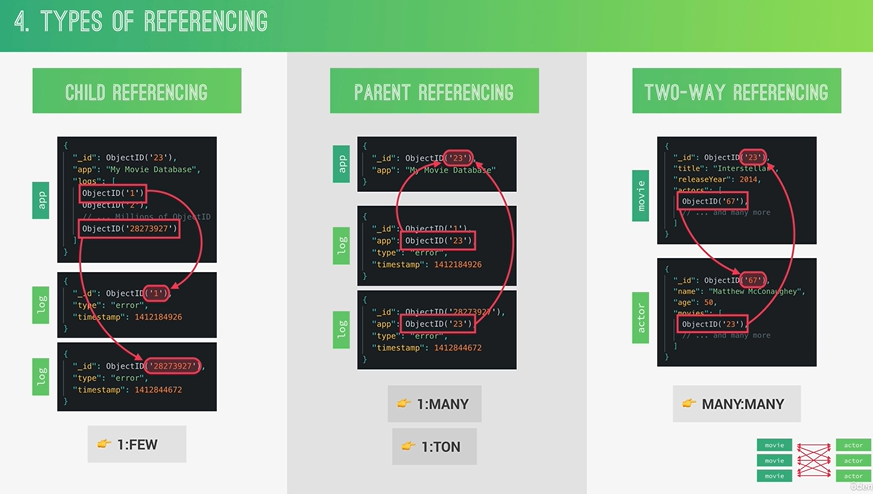 4. TYPES OF REFERENCING
CHILD REFERENCING
app
{
"_id": ObjectID('23'),
"app": "My Movie Database",
"logs": [
ObjectID('1'),
ObjectID('2'),
// ... Millions of ObjectID
ObjectID('28273927')
]
}
log
{
"_id": ObjectID('1'),
"type": "error",
"timestamp": 1412184926
}
log
{
"_id": ObjectID('28273927'),
"type": "error",
"timestamp": 1412844672
}
👉 1:FEW
PARENT REFERENCING
app
{
"_id": ObjectID('23'),
"app": "My Movie Database"
}
log
{
"_id": ObjectID('1'),
"app": ObjectID('23'),
"type": "error",
"timestamp": 1412184926
}
log
{
"_id": ObjectID('28273927'),
"app": ObjectID('23'),
"type": "error",
"timestamp": 1412844672
}
👉 1:MANY
👉 1:TON
TWO-WAY REFERENCING
movie
{
"_id": ObjectID('23'),
"title": "Interstellar",
"releaseYear": 2014,
"actors": [
ObjectID('67'),
// ... and many more
]
}
actor
{
"_id": ObjectID('67'),
"name": "Matthew McConaughey",
"age": 50,
"movies": [
ObjectID('23'),
// ... and many more
]
}
👉 MANY:MANY
movie actor
movie actor
movie actor